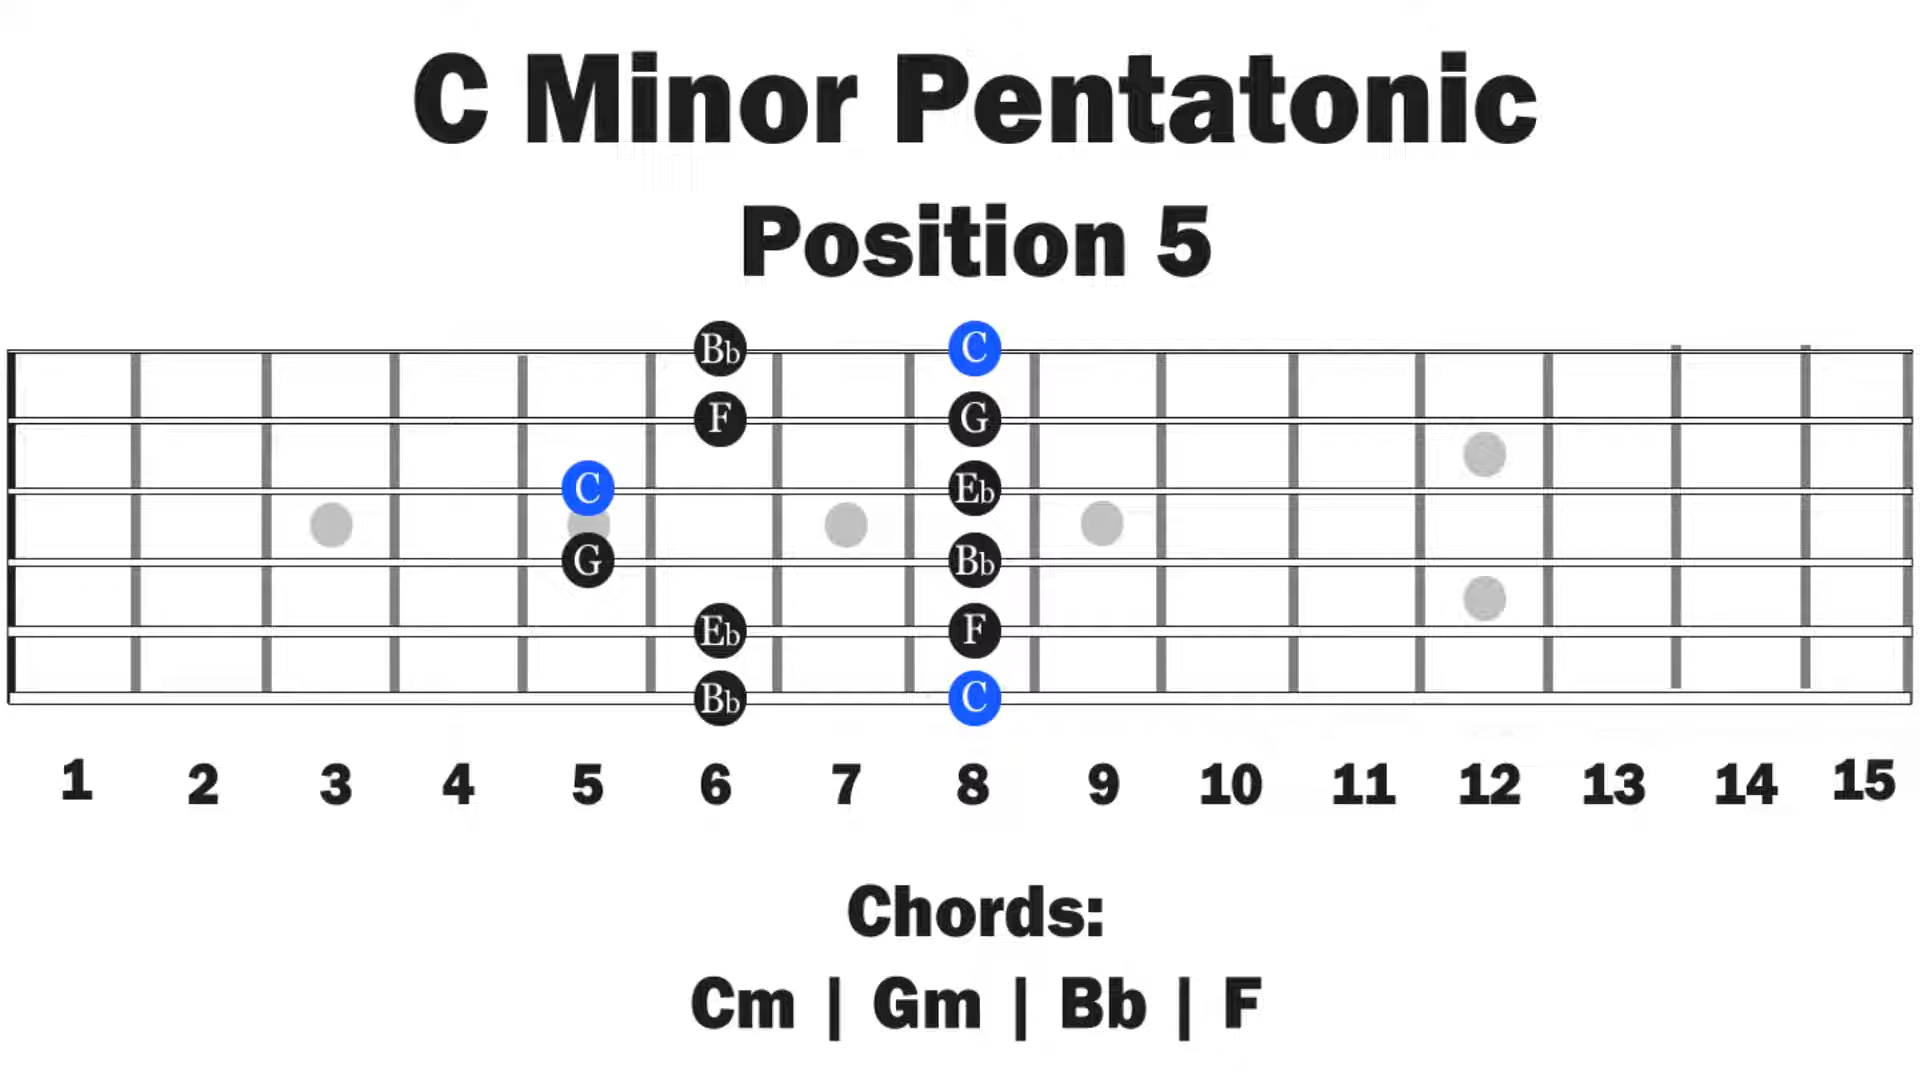 C Minor Pentatonic
Position 5
Bb C
F G
C Eb
G Bb
Eb F
Bb C
1 2 3 4 5 6 7 8 9 10 11 12 13 14 15
Chords:
Cm | Gm | Bb | F